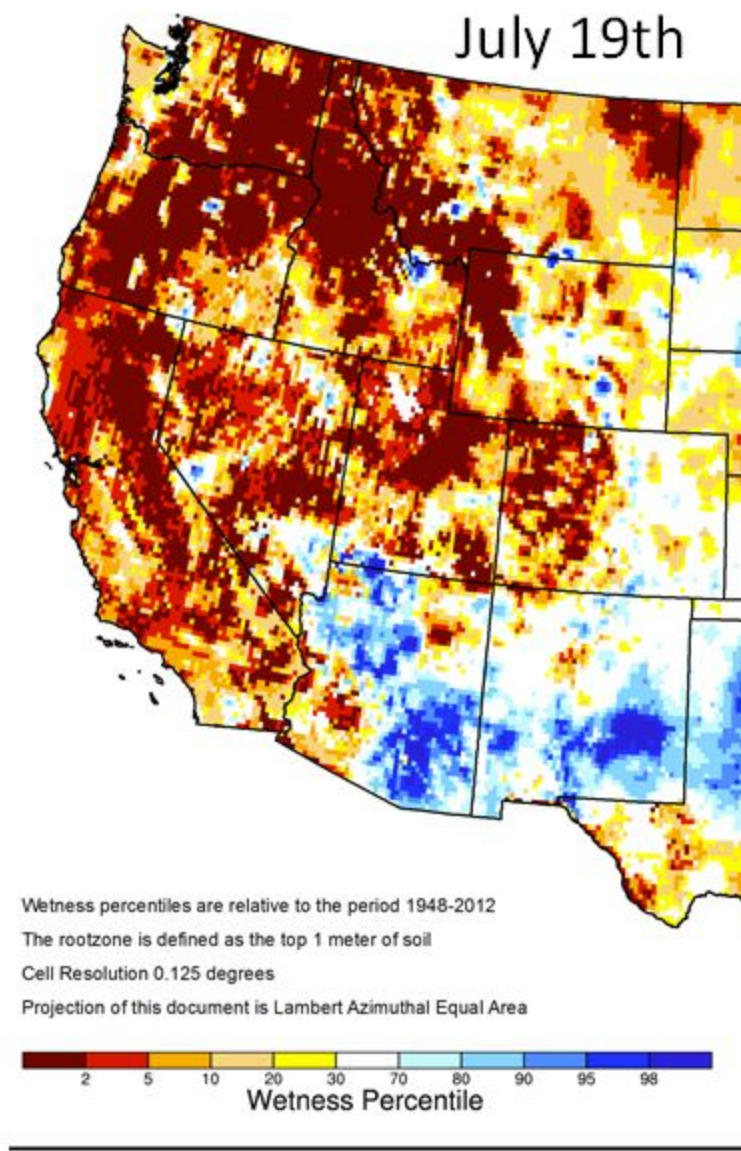 July 19th
Wetness percentiles are relative to the period 1948-2012
The rootzone is defined as the top 1 meter of soil
Cell Resolution 0.125 degrees
Projection of this document is Lambert Azimuthal Equal Area
2 5 10 20 30 70 80 90 95 98
Wetness Percentile